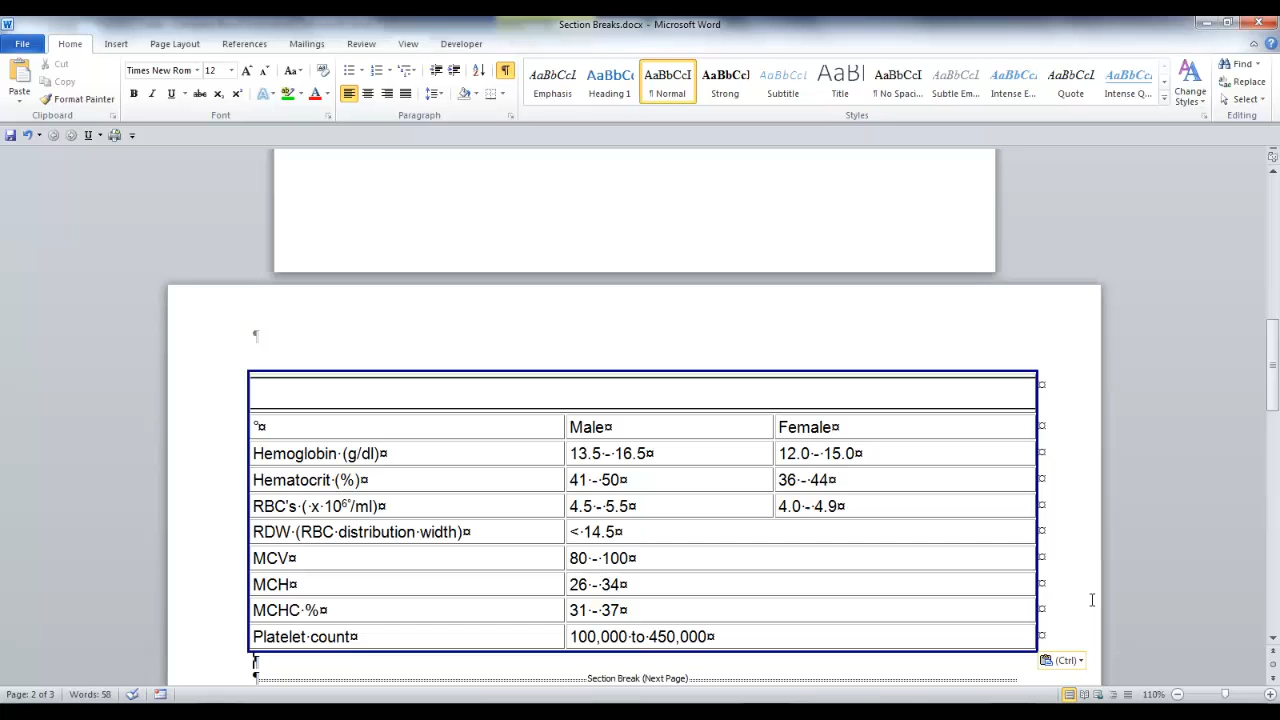 Section Breaks.docx - Microsoft Word
File Home Insert Page Layout References Mailings Review View Developer
Cut
Copy
Paste
Format Painter
Clipboard
Times New Rom 12
Font
Paragraph
AaBbCcI AaBbCc AaBbCcI AaBbCcl AaBbCcl AaBl AaBbCcI AaBbCcl AaBbCcI AaBbCcI AaBbCcI
Emphasis Heading 1 ¶ Normal Strong Subtitle Title ¶ No Spaci... Subtle Em... Intense E... Quote Intense Q...
Change Styles
Styles
Find
Replace
Select
Editing
¶
°¤ Male¤ Female¤
Hemoglobin·(g/dl)¤ 13.5·-·16.5¤ 12.0·-·15.0¤
Hematocrit·(%)¤ 41·-·50¤ 36·-·44¤
RBC's·(·x·10⁶/ml)¤ 4.5·-·5.5¤ 4.0·-·4.9¤
RDW·(RBC·distribution·width)¤ <·14.5¤
MCV¤ 80·-·100¤
MCH¤ 26·-·34¤
MCHC·%¤ 31·-·37¤
Platelet·count¤ 100,000·to·450,000¤
(Ctrl)
¶
¶ Section Break (Next Page)
Page: 2 of 3 Words: 58 110%